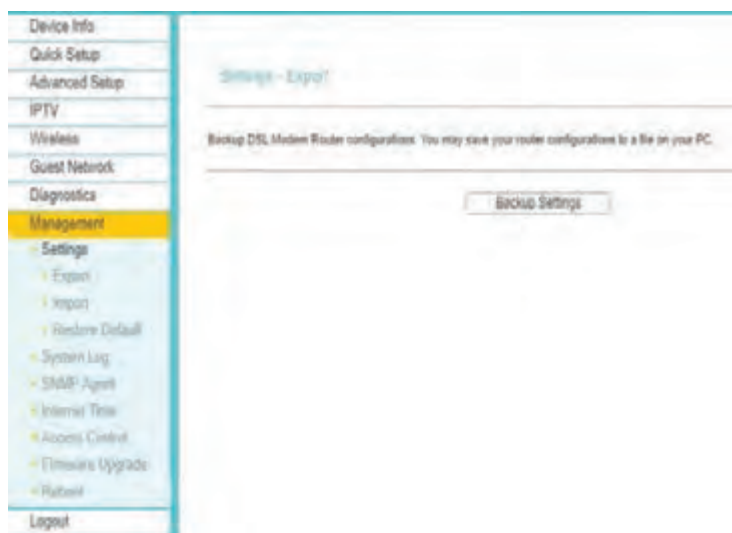 Device Info
Quick Setup
Advanced Setup
IPTV
Wireless
Guest Network
Diagnostics
Management
Settings
Export
Import
Restore Default
System Log
SNMP Agent
Internet Time
Access Control
Firmware Upgrade
Reboot
Logout
Settings - Export
Backup DSL Modem Router configurations. You may save your router configurations to a file on your PC.
Backup Settings